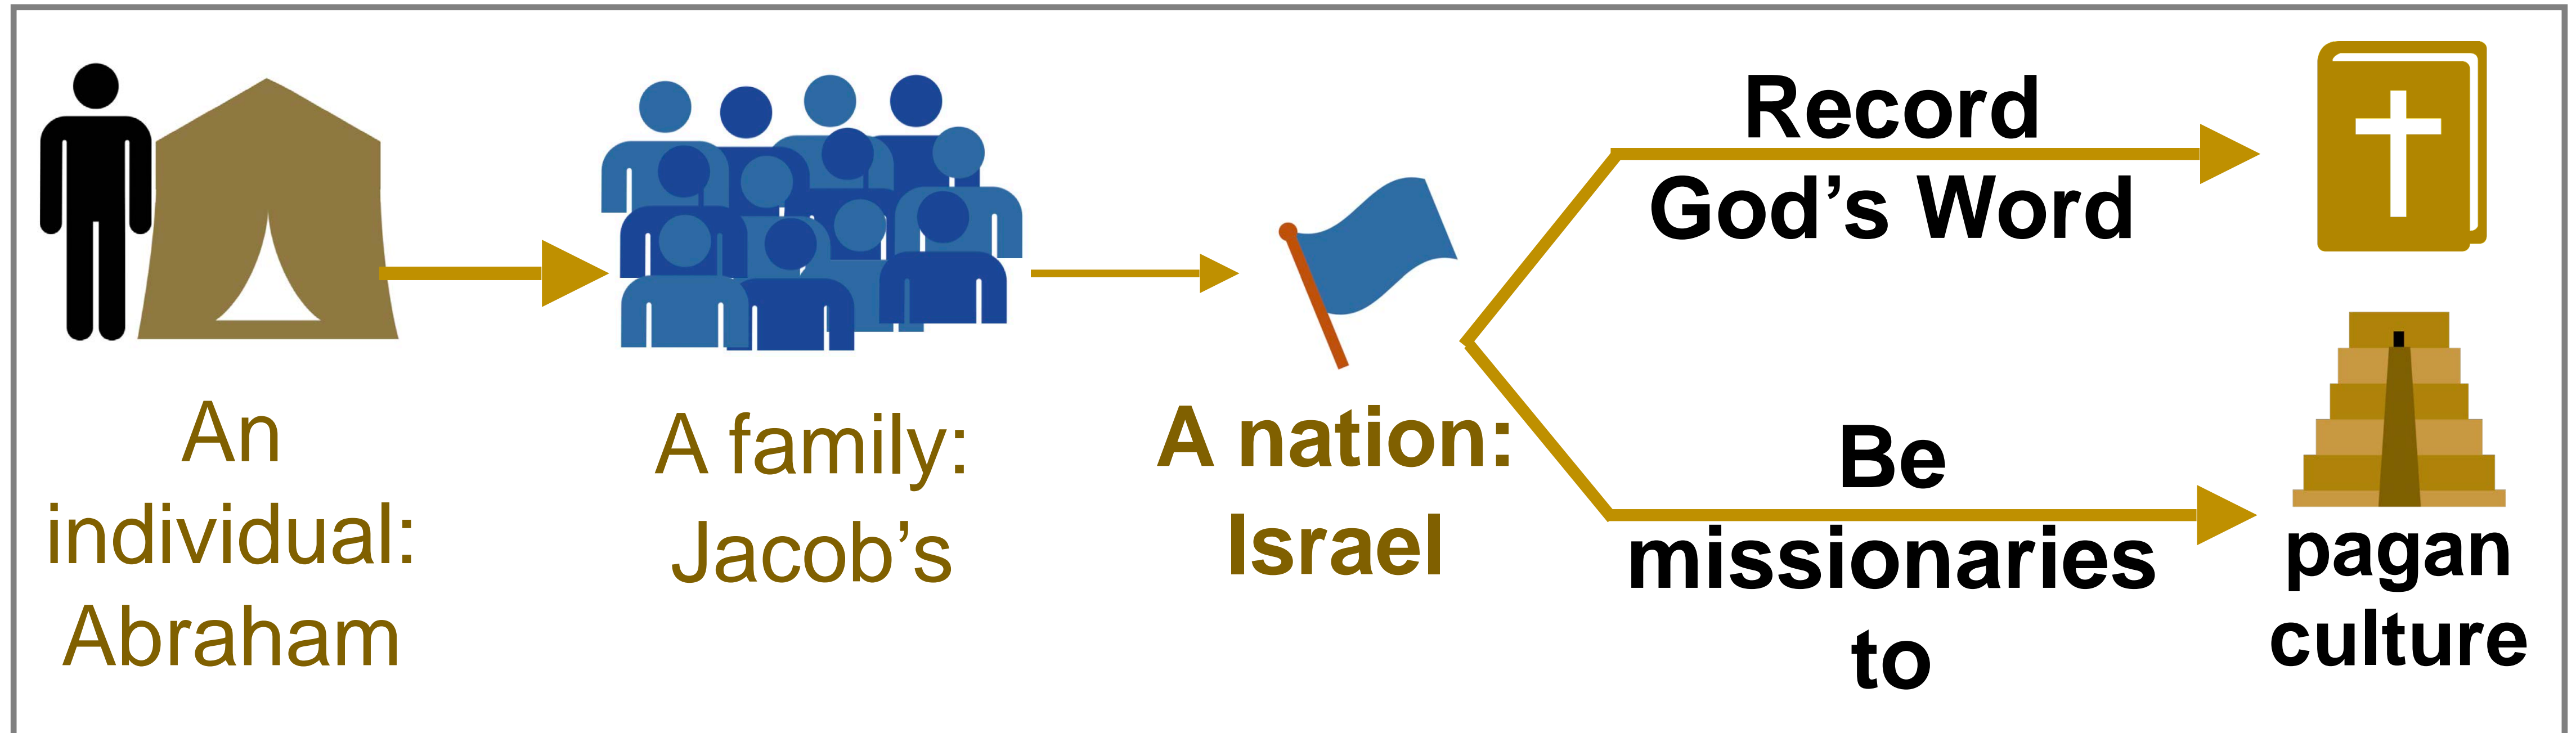 An
individual:
Abraham
A family:
Jacob’s
A nation:
Israel
Record
God’s Word
Be
missionaries
to
pagan
culture